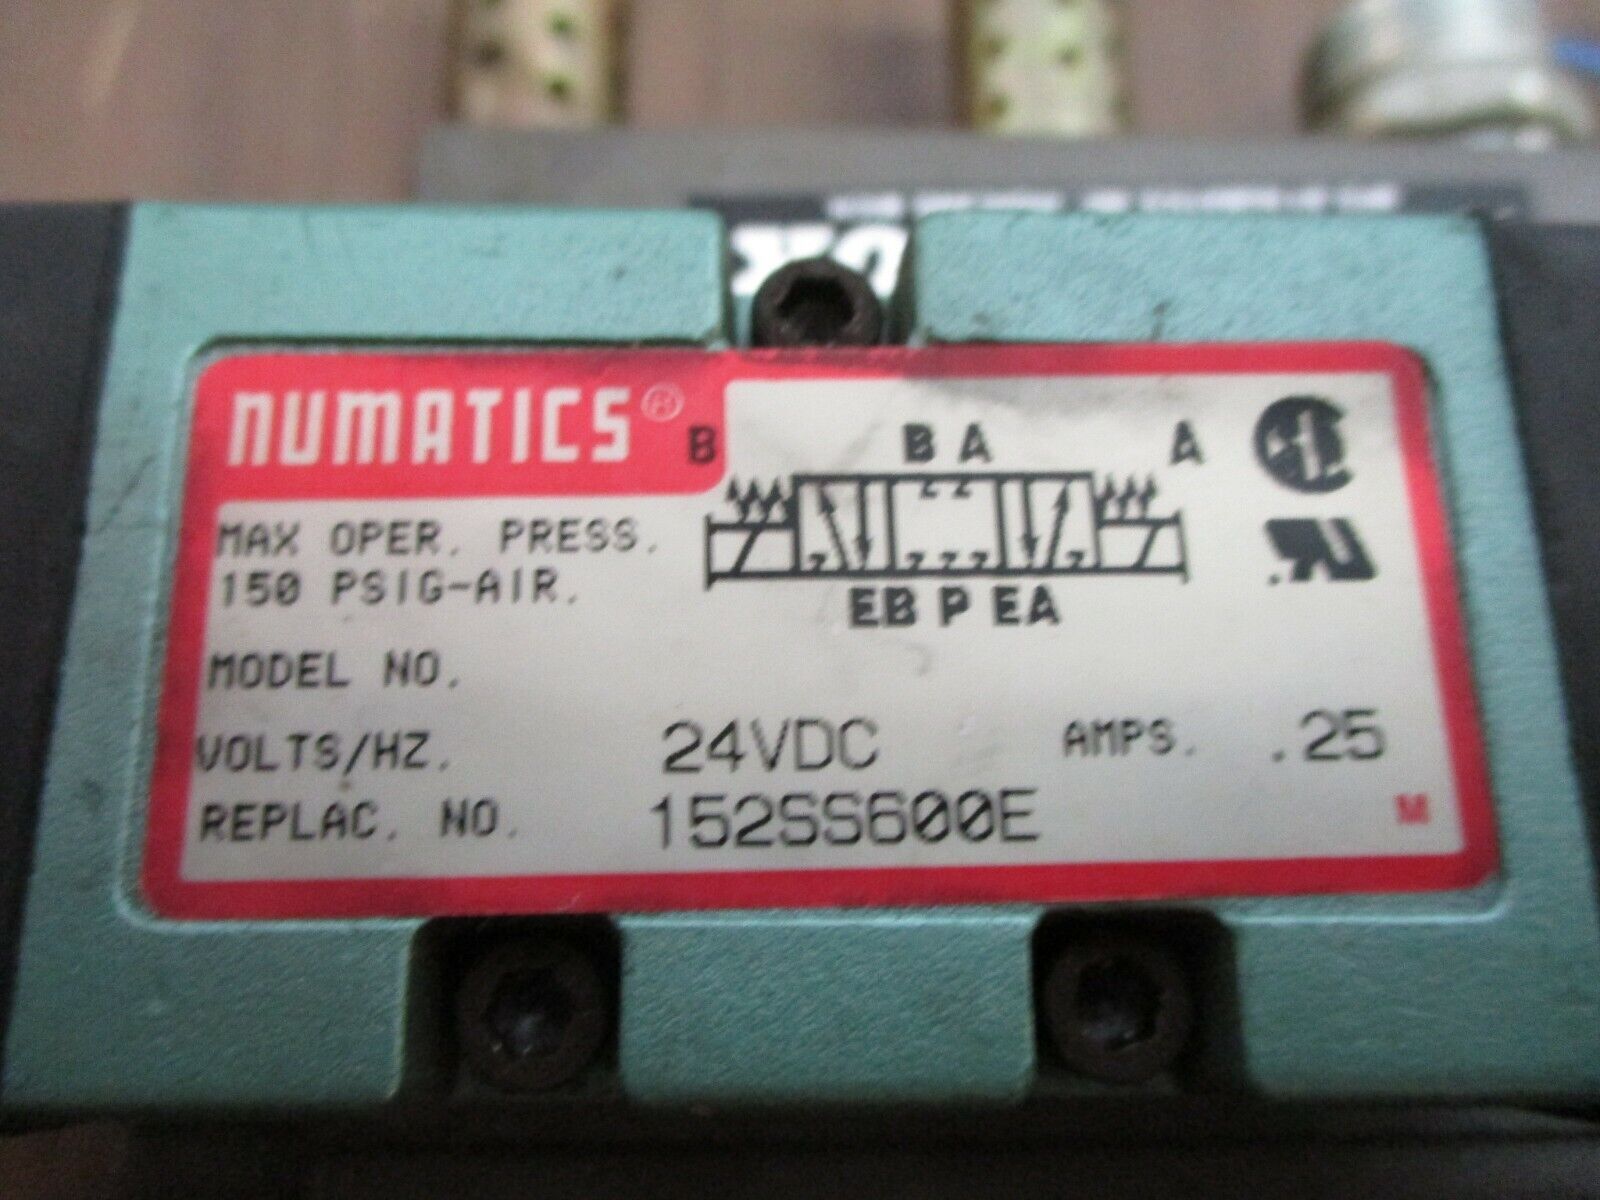 NUMATICS®
B B A A
MAX OPER. PRESS.
150 PSIG-AIR.
EB P EA
MODEL NO.
VOLTS/HZ. 24VDC AMPS. .25
REPLAC. NO. 152SS600E M